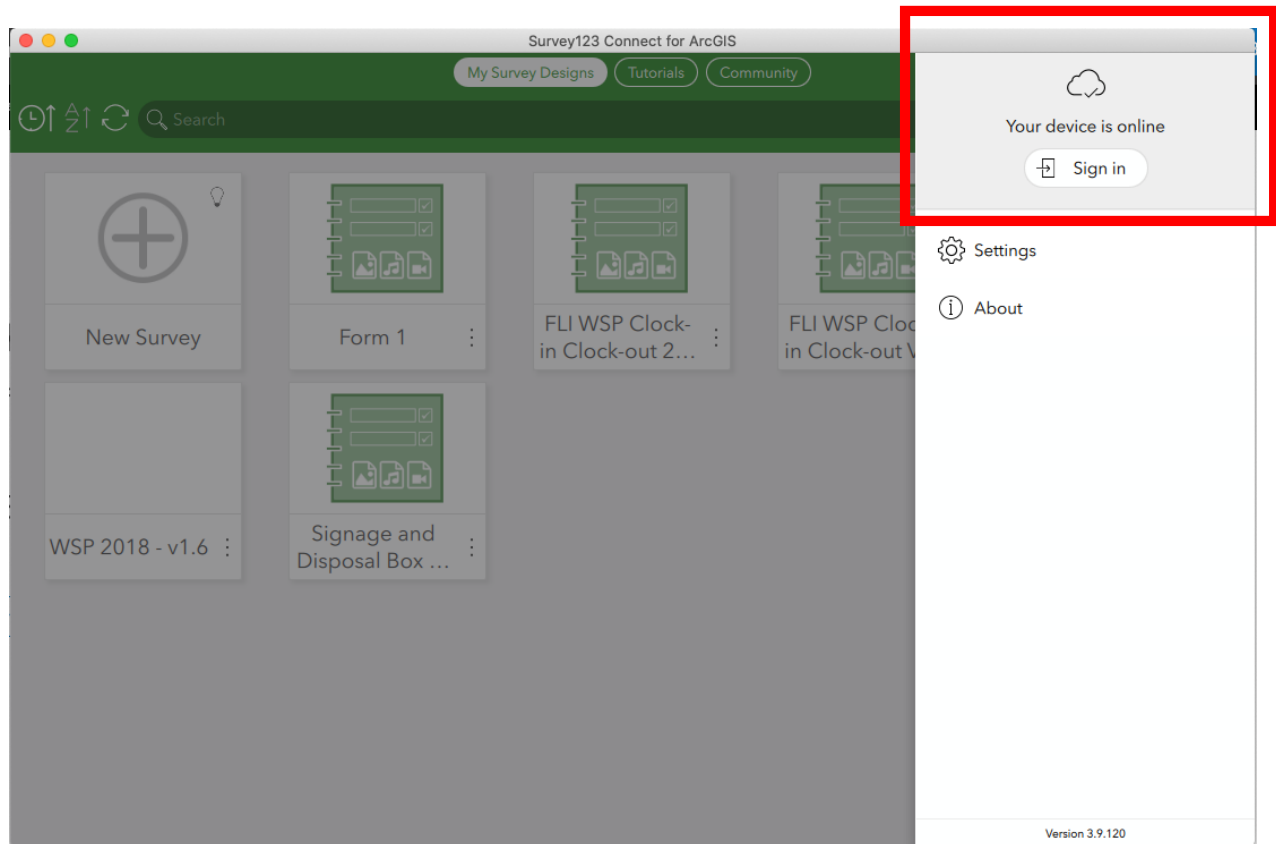 Survey123 Connect for ArcGIS
My Survey Designs
Tutorials
Community
Search
Your device is online
Sign in
Settings
About
New Survey
Form 1
FLI WSP Clock-
in Clock-out 2...
FLI WSP Cloc
in Clock-out V
WSP 2018 - v1.6
Signage and
Disposal Box ...
Version 3.9.120